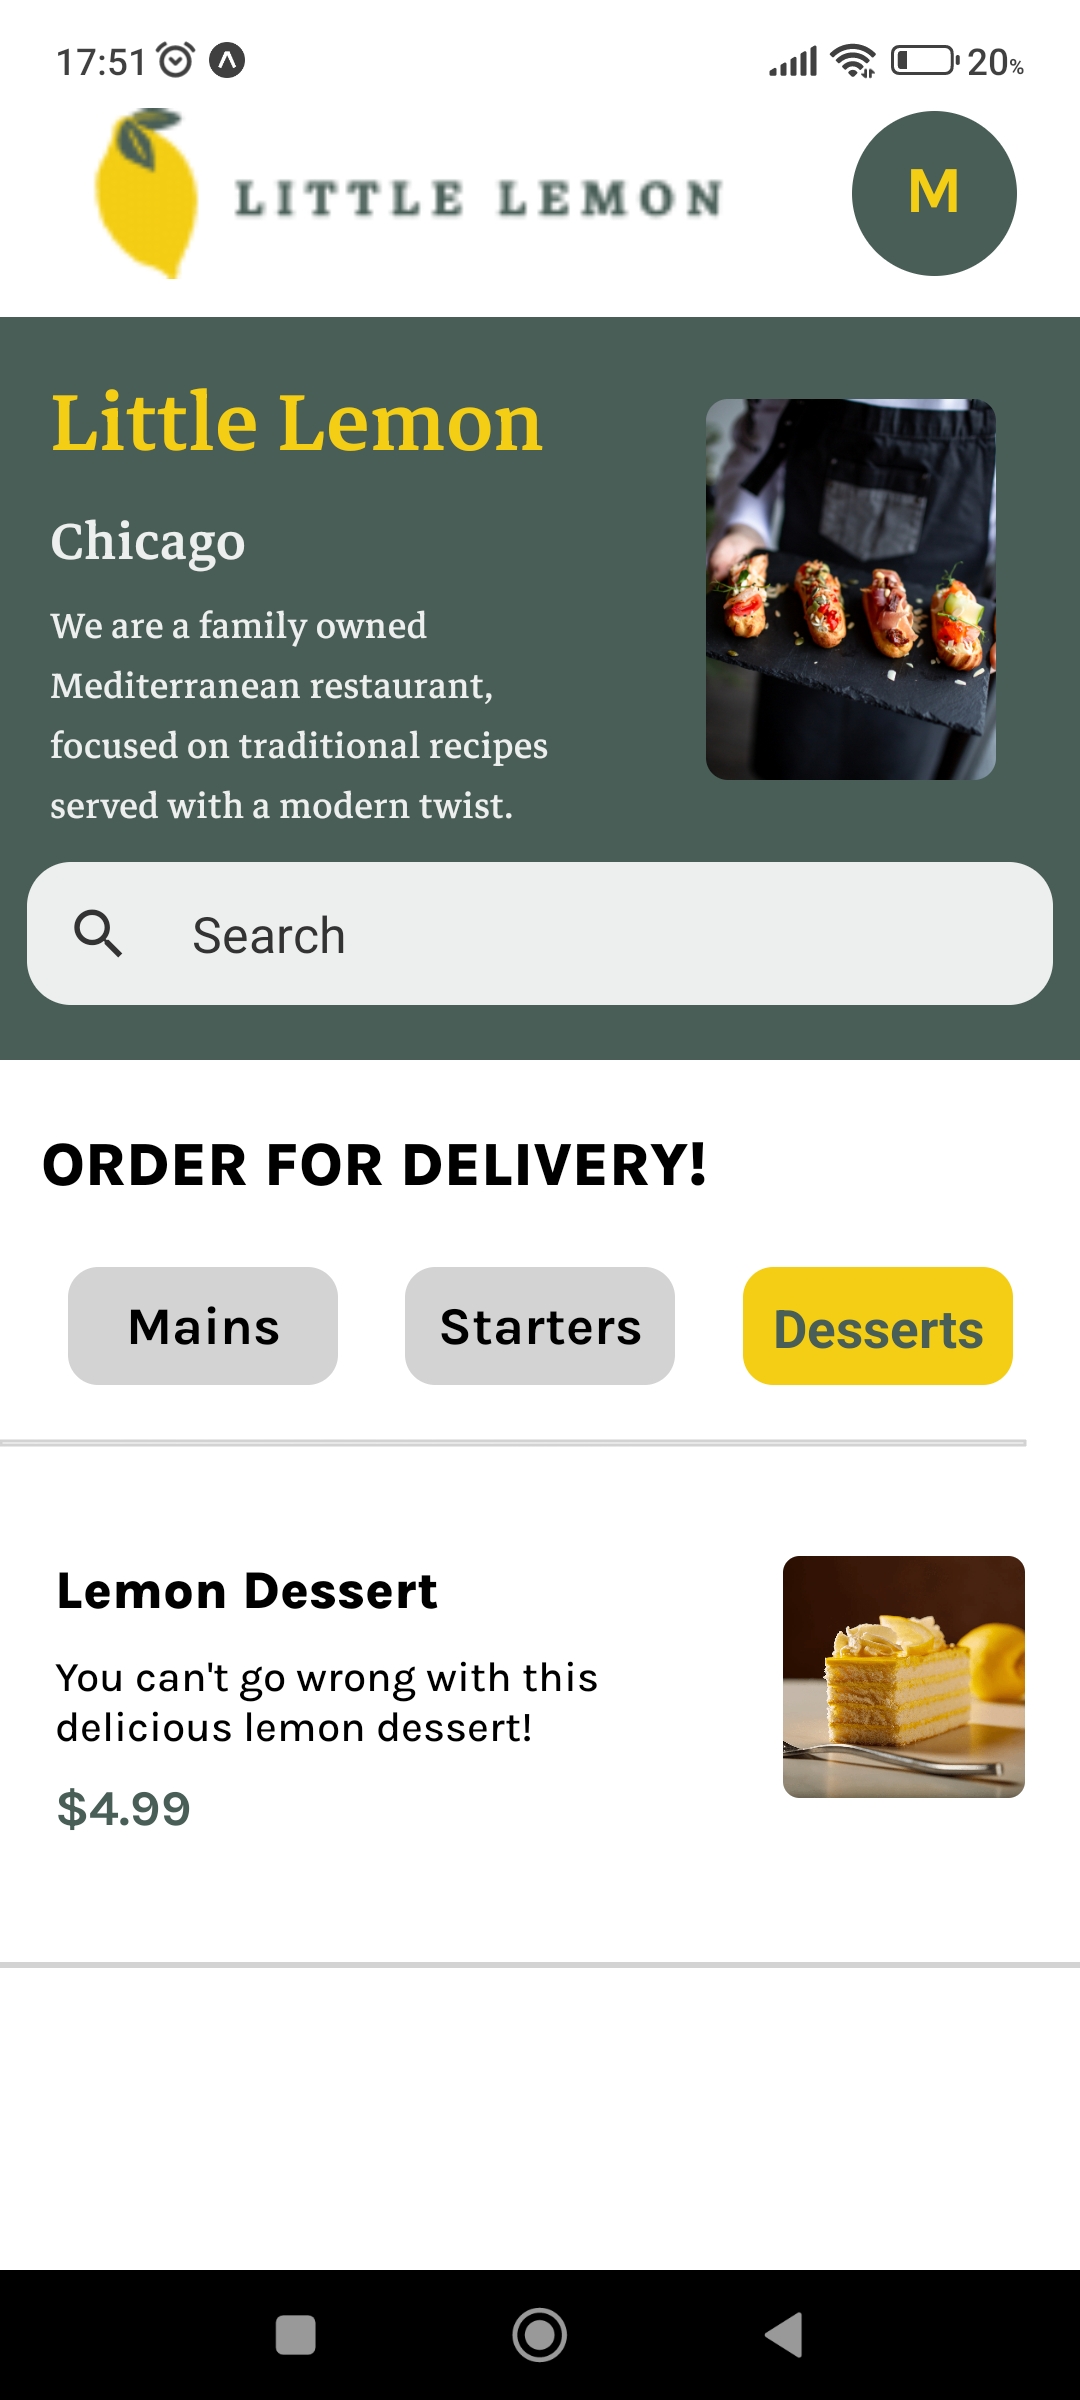 17:51 20%
LITTLE LEMON
M
Little Lemon
Chicago
We are a family owned
Mediterranean restaurant,
focused on traditional recipes
served with a modern twist.
Search
ORDER FOR DELIVERY!
Mains Starters Desserts
Lemon Dessert
You can't go wrong with this
delicious lemon dessert!
$4.99